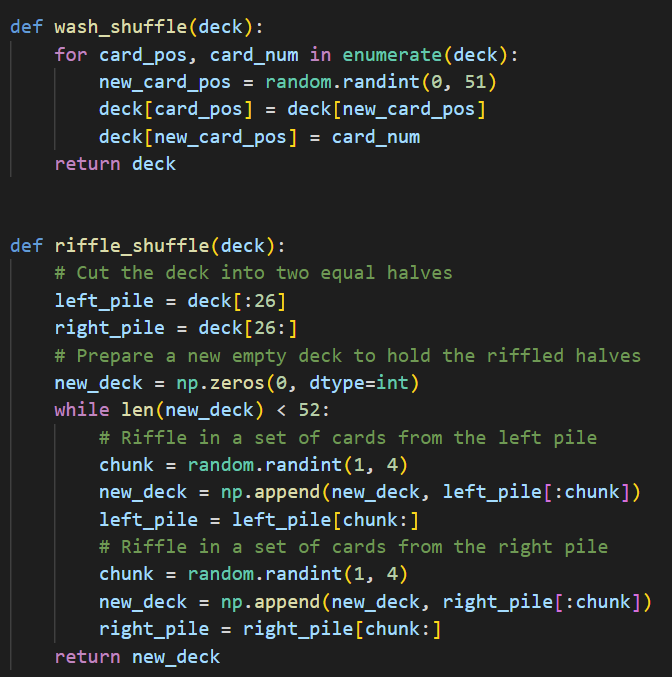 def wash_shuffle(deck):
    for card_pos, card_num in enumerate(deck):
        new_card_pos = random.randint(0, 51)
        deck[card_pos] = deck[new_card_pos]
        deck[new_card_pos] = card_num
    return deck
def riffle_shuffle(deck):
    # Cut the deck into two equal halves
    left_pile = deck[:26]
    right_pile = deck[26:]
    # Prepare a new empty deck to hold the riffled halves
    new_deck = np.zeros(0, dtype=int)
    while len(new_deck) < 52:
        # Riffle in a set of cards from the left pile
        chunk = random.randint(1, 4)
        new_deck = np.append(new_deck, left_pile[:chunk])
        left_pile = left_pile[chunk:]
        # Riffle in a set of cards from the right pile
        chunk = random.randint(1, 4)
        new_deck = np.append(new_deck, right_pile[:chunk])
        right_pile = right_pile[chunk:]
    return new_deck